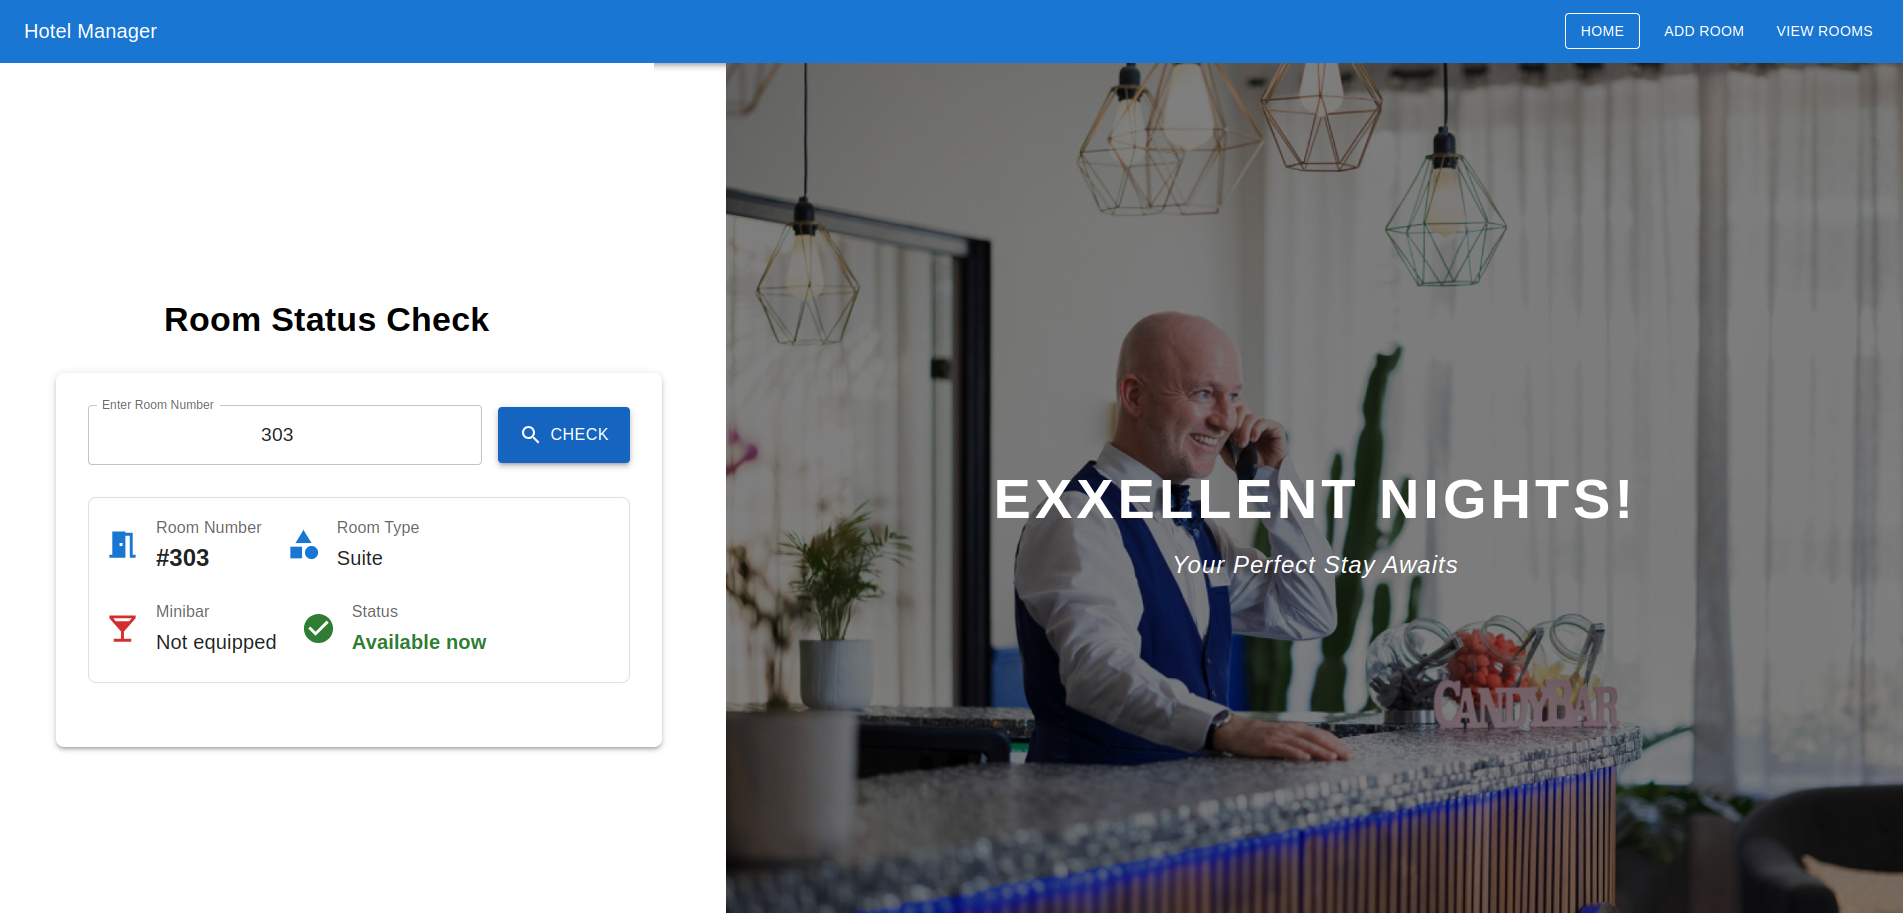 Hotel Manager
HOME
ADD ROOM
VIEW ROOMS
Room Status Check
Enter Room Number
303
CHECK
Room Number
#303
Room Type
Suite
Minibar
Not equipped
Status
Available now
EXXELLENT NIGHTS!
Your Perfect Stay Awaits
CANDYBAR